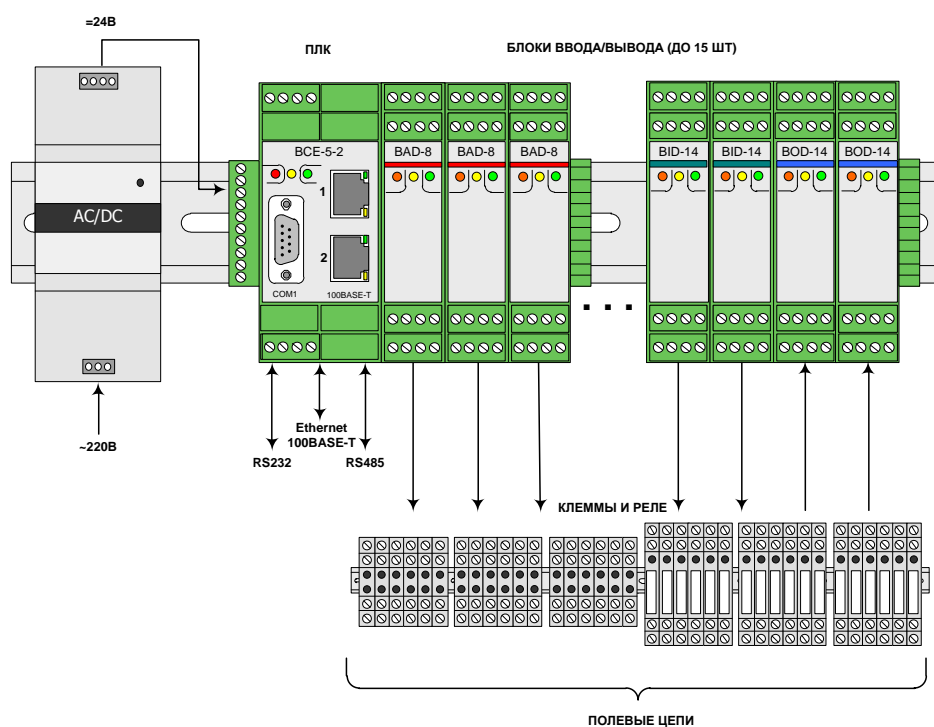 =24В
ПЛК
БЛОКИ ВВОДА/ВЫВОДА (ДО 15 ШТ)
BCE-5-2
BAD-8
BAD-8
BAD-8
BID-14
BID-14
BOD-14
BOD-14
1
AC/DC
2
COM1
100BASE-T
. . .
Ethernet
100BASE-T
~220В
RS232
RS485
КЛЕММЫ И РЕЛЕ
ПОЛЕВЫЕ ЦЕПИ